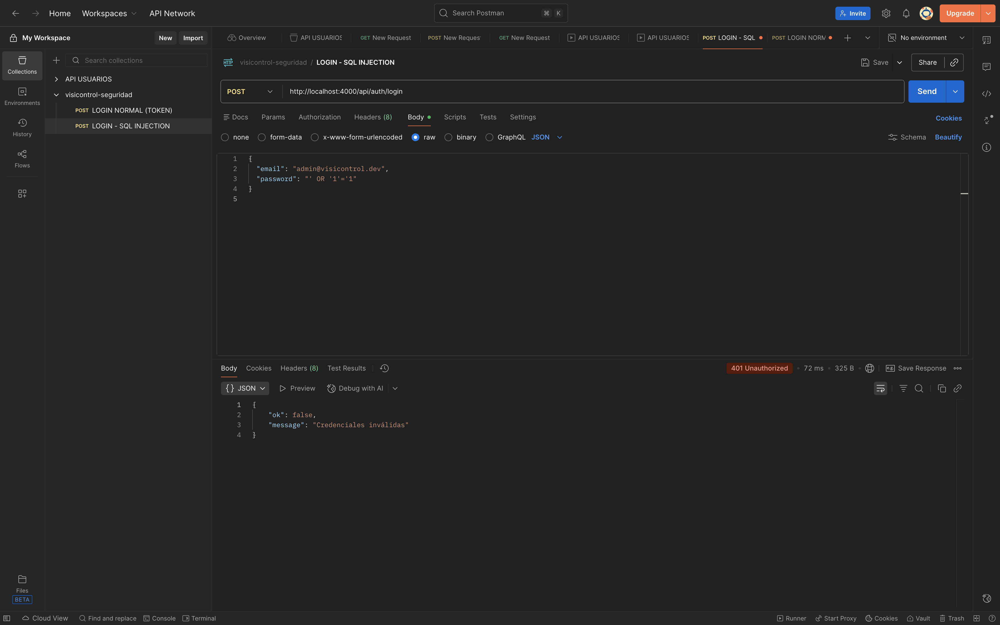 Home Workspaces API Network Search Postman ⌘ K Invite Upgrade
My Workspace New Import Overview API USUARIOS GET New Request POST New Reques GET New Request API USUARIOS API USUARIOS POST LOGIN - SQL POST LOGIN NORM No environment
Collections
Environments
History
Flows
Search collections
API USUARIOS
visicontrol-seguridad
POST LOGIN NORMAL (TOKEN)
POST LOGIN - SQL INJECTION
HTTP visicontrol-seguridad / LOGIN - SQL INJECTION Save Share
POST http://localhost:4000/api/auth/login Send
Docs Params Authorization Headers (8) Body Scripts Tests Settings Cookies
none form-data x-www-form-urlencoded raw binary GraphQL JSON Schema Beautify
1 {
2 "email": "admin@visicontrol.dev",
3 "password": "' OR '1'='1"
4 }
5
Body Cookies Headers (8) Test Results 401 Unauthorized • 72 ms • 325 B • e.g. Save Response
{} JSON Preview Debug with AI
1 {
2 "ok": false,
3 "message": "Credenciales inválidas"
4 }
Files
BETA
Cloud View Find and replace Console Terminal Runner Start Proxy Cookies Vault Trash